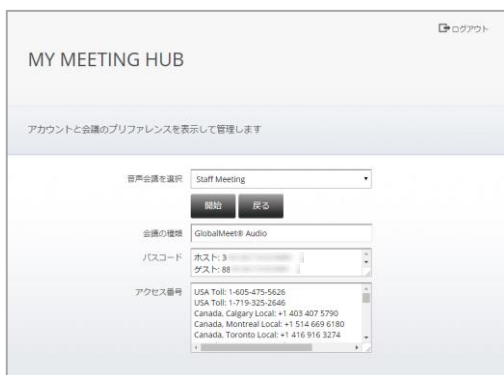 ログアウト
MY MEETING HUB
アカウントと会議のプリファレンスを表示して管理します
音声会議を選択 Staff Meeting
開始 戻る
会議の種類 GlobalMeet® Audio
パスコード ホスト: 3
ゲスト: 88
アクセス番号 USA Toll: 1-605-475-5626
USA Toll: 1-719-325-2646
Canada, Calgary Local: +1 403 407 5790
Canada, Montreal Local: +1 514 669 6180
Canada, Toronto Local: +1 416 916 3274